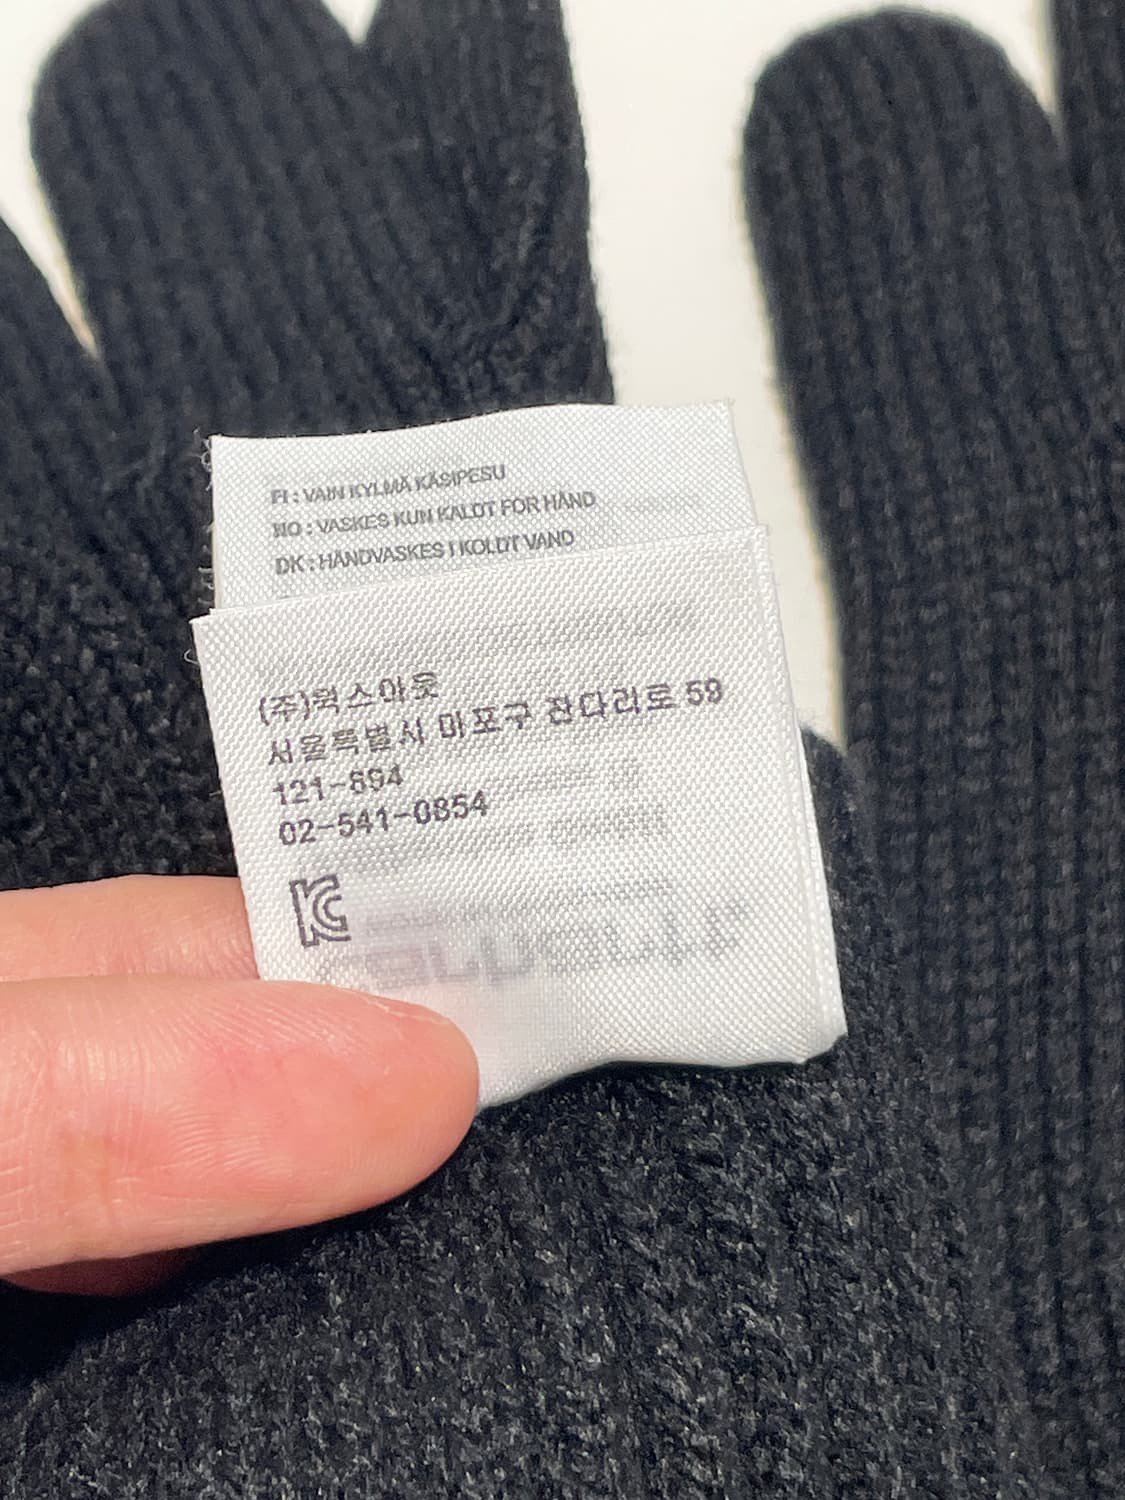 FI : VAIN KYLMÄ KÄSIPESU
NO : VASKES KUN KALDT FOR HÅND
DK : HÅNDVASKES I KOLDT VAND
(주)웍스아웃
서울특별시 마포구 잔다리로 59
121-894
02-541-0854